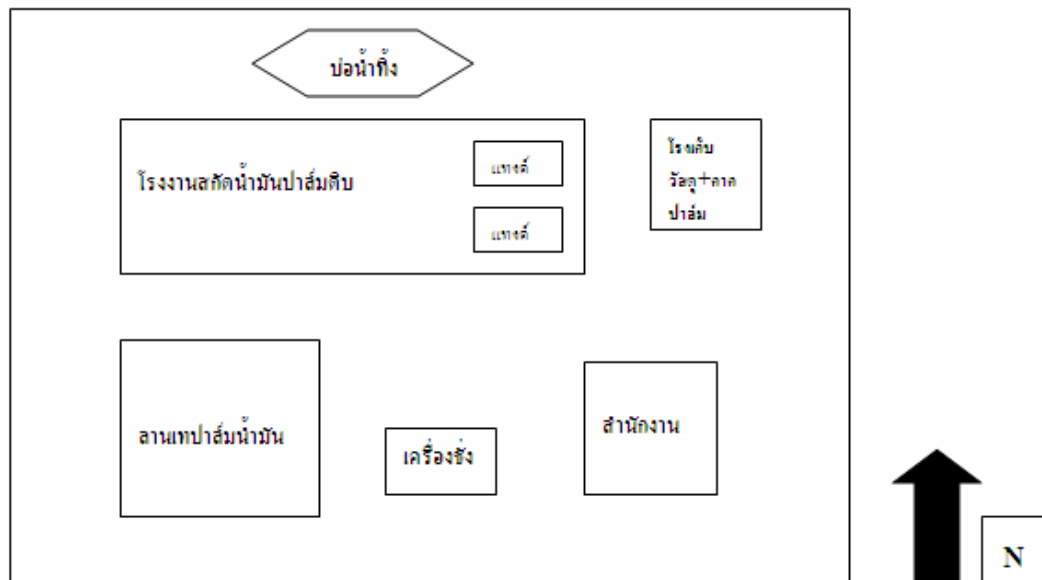 บ่อน้ำทิ้ง
โรงงานสกัดน้ำมันปาล์มดิบ
แทงค์
แทงค์
โรงเก็บ
วัสดุ+กาก
ปาล์ม
ลานเทปาล์มน้ำมัน
เครื่องชั่ง
สำนักงาน
N